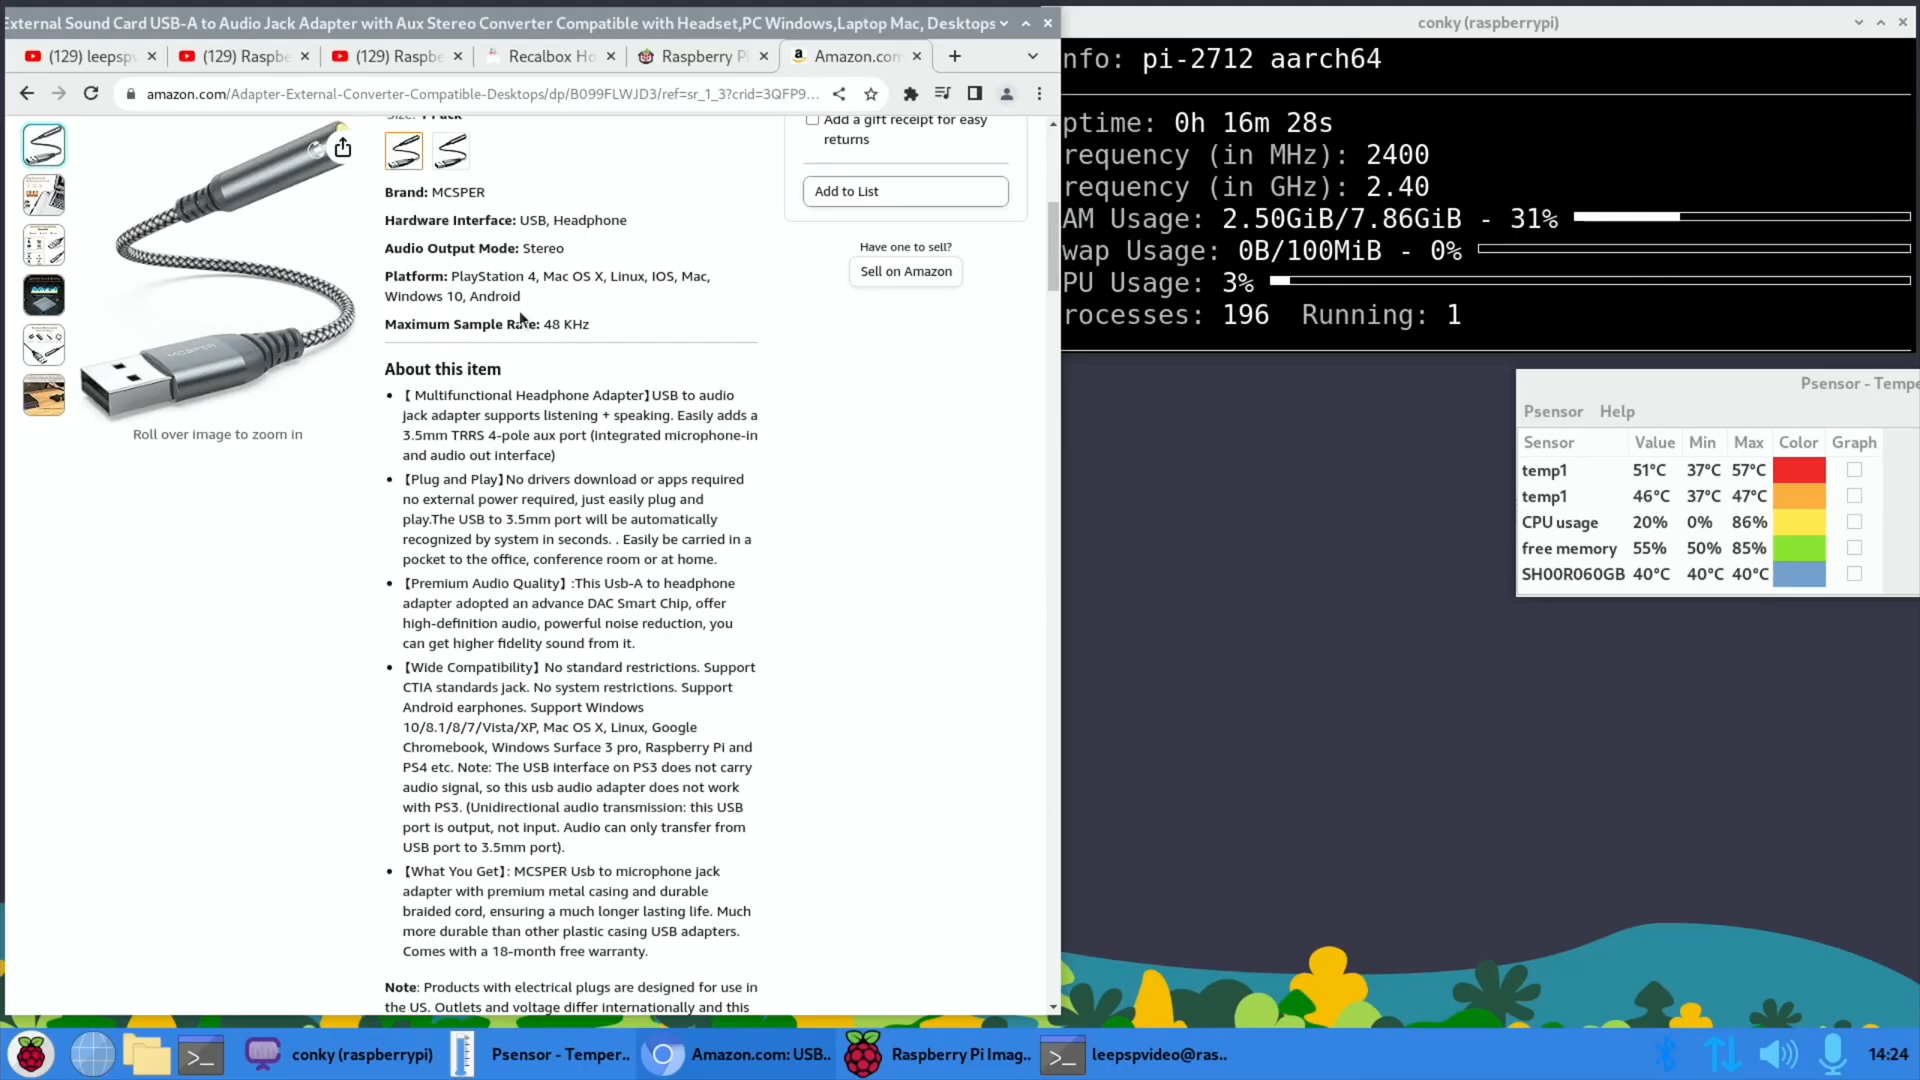 External Sound Card USB-A to Audio Jack Adapter with Aux Stereo Converter Compatible with Headset,PC Windows,Laptop Mac, Desktops
(129) leepsp
(129) Raspbe
(129) Raspbe
Recalbox Ho
Raspberry Pi
Amazon.com:
amazon.com/Adapter-External-Converter-Compatible-Desktops/dp/B099FLWJD3/ref=sr_1_3?crid=3QFP9...
Size: 1 Pack
Brand: MCSPER
Hardware Interface: USB, Headphone
Audio Output Mode: Stereo
Platform: PlayStation 4, Mac OS X, Linux, IOS, Mac,
Windows 10, Android
Maximum Sample Rate: 48 KHz
MCSPER
Roll over image to zoom in
About this item
• 【 Multifunctional Headphone Adapter】USB to audio
jack adapter supports listening + speaking. Easily adds a
3.5mm TRRS 4-pole aux port (integrated microphone-in
and audio out interface)
• 【Plug and Play】No drivers download or apps required
no external power required, just easily plug and
play.The USB to 3.5mm port will be automatically
recognized by system in seconds. . Easily be carried in a
pocket to the office, conference room or at home.
• 【Premium Audio Quality】 :This Usb-A to headphone
adapter adopted an advance DAC Smart Chip, offer
high-definition audio, powerful noise reduction, you
can get higher fidelity sound from it.
• 【Wide Compatibility】 No standard restrictions. Support
CTIA standards jack. No system restrictions. Support
Android earphones. Support Windows
10/8.1/8/7/Vista/XP, Mac OS X, Linux, Google
Chromebook, Windows Surface 3 pro, Raspberry Pi and
PS4 etc. Note: The USB interface on PS3 does not carry
audio signal, so this usb audio adapter does not work
with PS3. (Unidirectional audio transmission: this USB
port is output, not input. Audio can only transfer from
USB port to 3.5mm port).
• 【What You Get】: MCSPER Usb to microphone jack
adapter with premium metal casing and durable
braided cord, ensuring a much longer lasting life. Much
more durable than other plastic casing USB adapters.
Comes with a 18-month free warranty.
Note: Products with electrical plugs are designed for use in
the US. Outlets and voltage differ internationally and this
Add a gift receipt for easy
returns
Add to List
Have one to sell?
Sell on Amazon
conky (raspberrypi)
nfo: pi-2712 aarch64
ptime: 0h 16m 28s
requency (in MHz): 2400
requency (in GHz): 2.40
AM Usage: 2.50GiB/7.86GiB - 31%
wap Usage: 0B/100MiB - 0%
PU Usage: 3%
rocesses: 196 Running: 1
Psensor - Tempe
Psensor Help
Sensor Value Min Max Color Graph
temp1 51°C 37°C 57°C
temp1 46°C 37°C 47°C
CPU usage 20% 0% 86%
free memory 55% 50% 85%
SH00R060GB 40°C 40°C 40°C
conky (raspberrypi)
Psensor - Temper..
Amazon.com: USB..
Raspberry Pi Imag..
leepspvideo@ras..
14:24